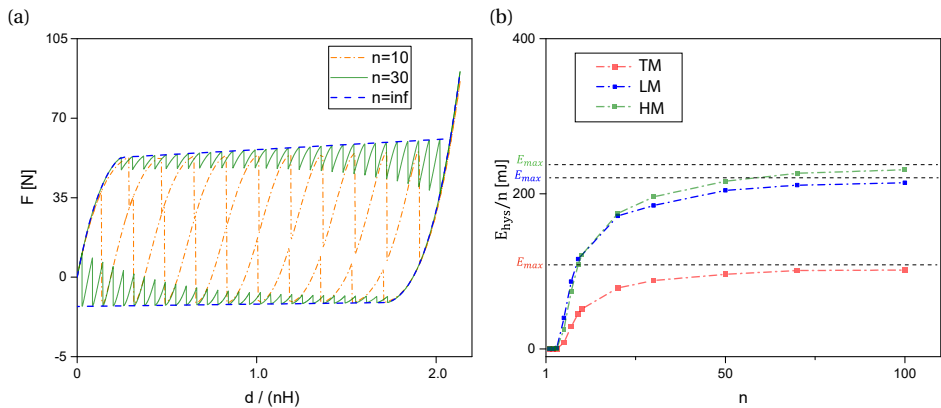 (a)
105
70
35
0
-5
F [N]
n=10
n=30
n=inf
0.0
1.0
2.0
d / (nH)
(b)
400
200
0
E_hys/n [mJ]
TM
LM
HM
E_max
E_max
E_max
1
50
100
n